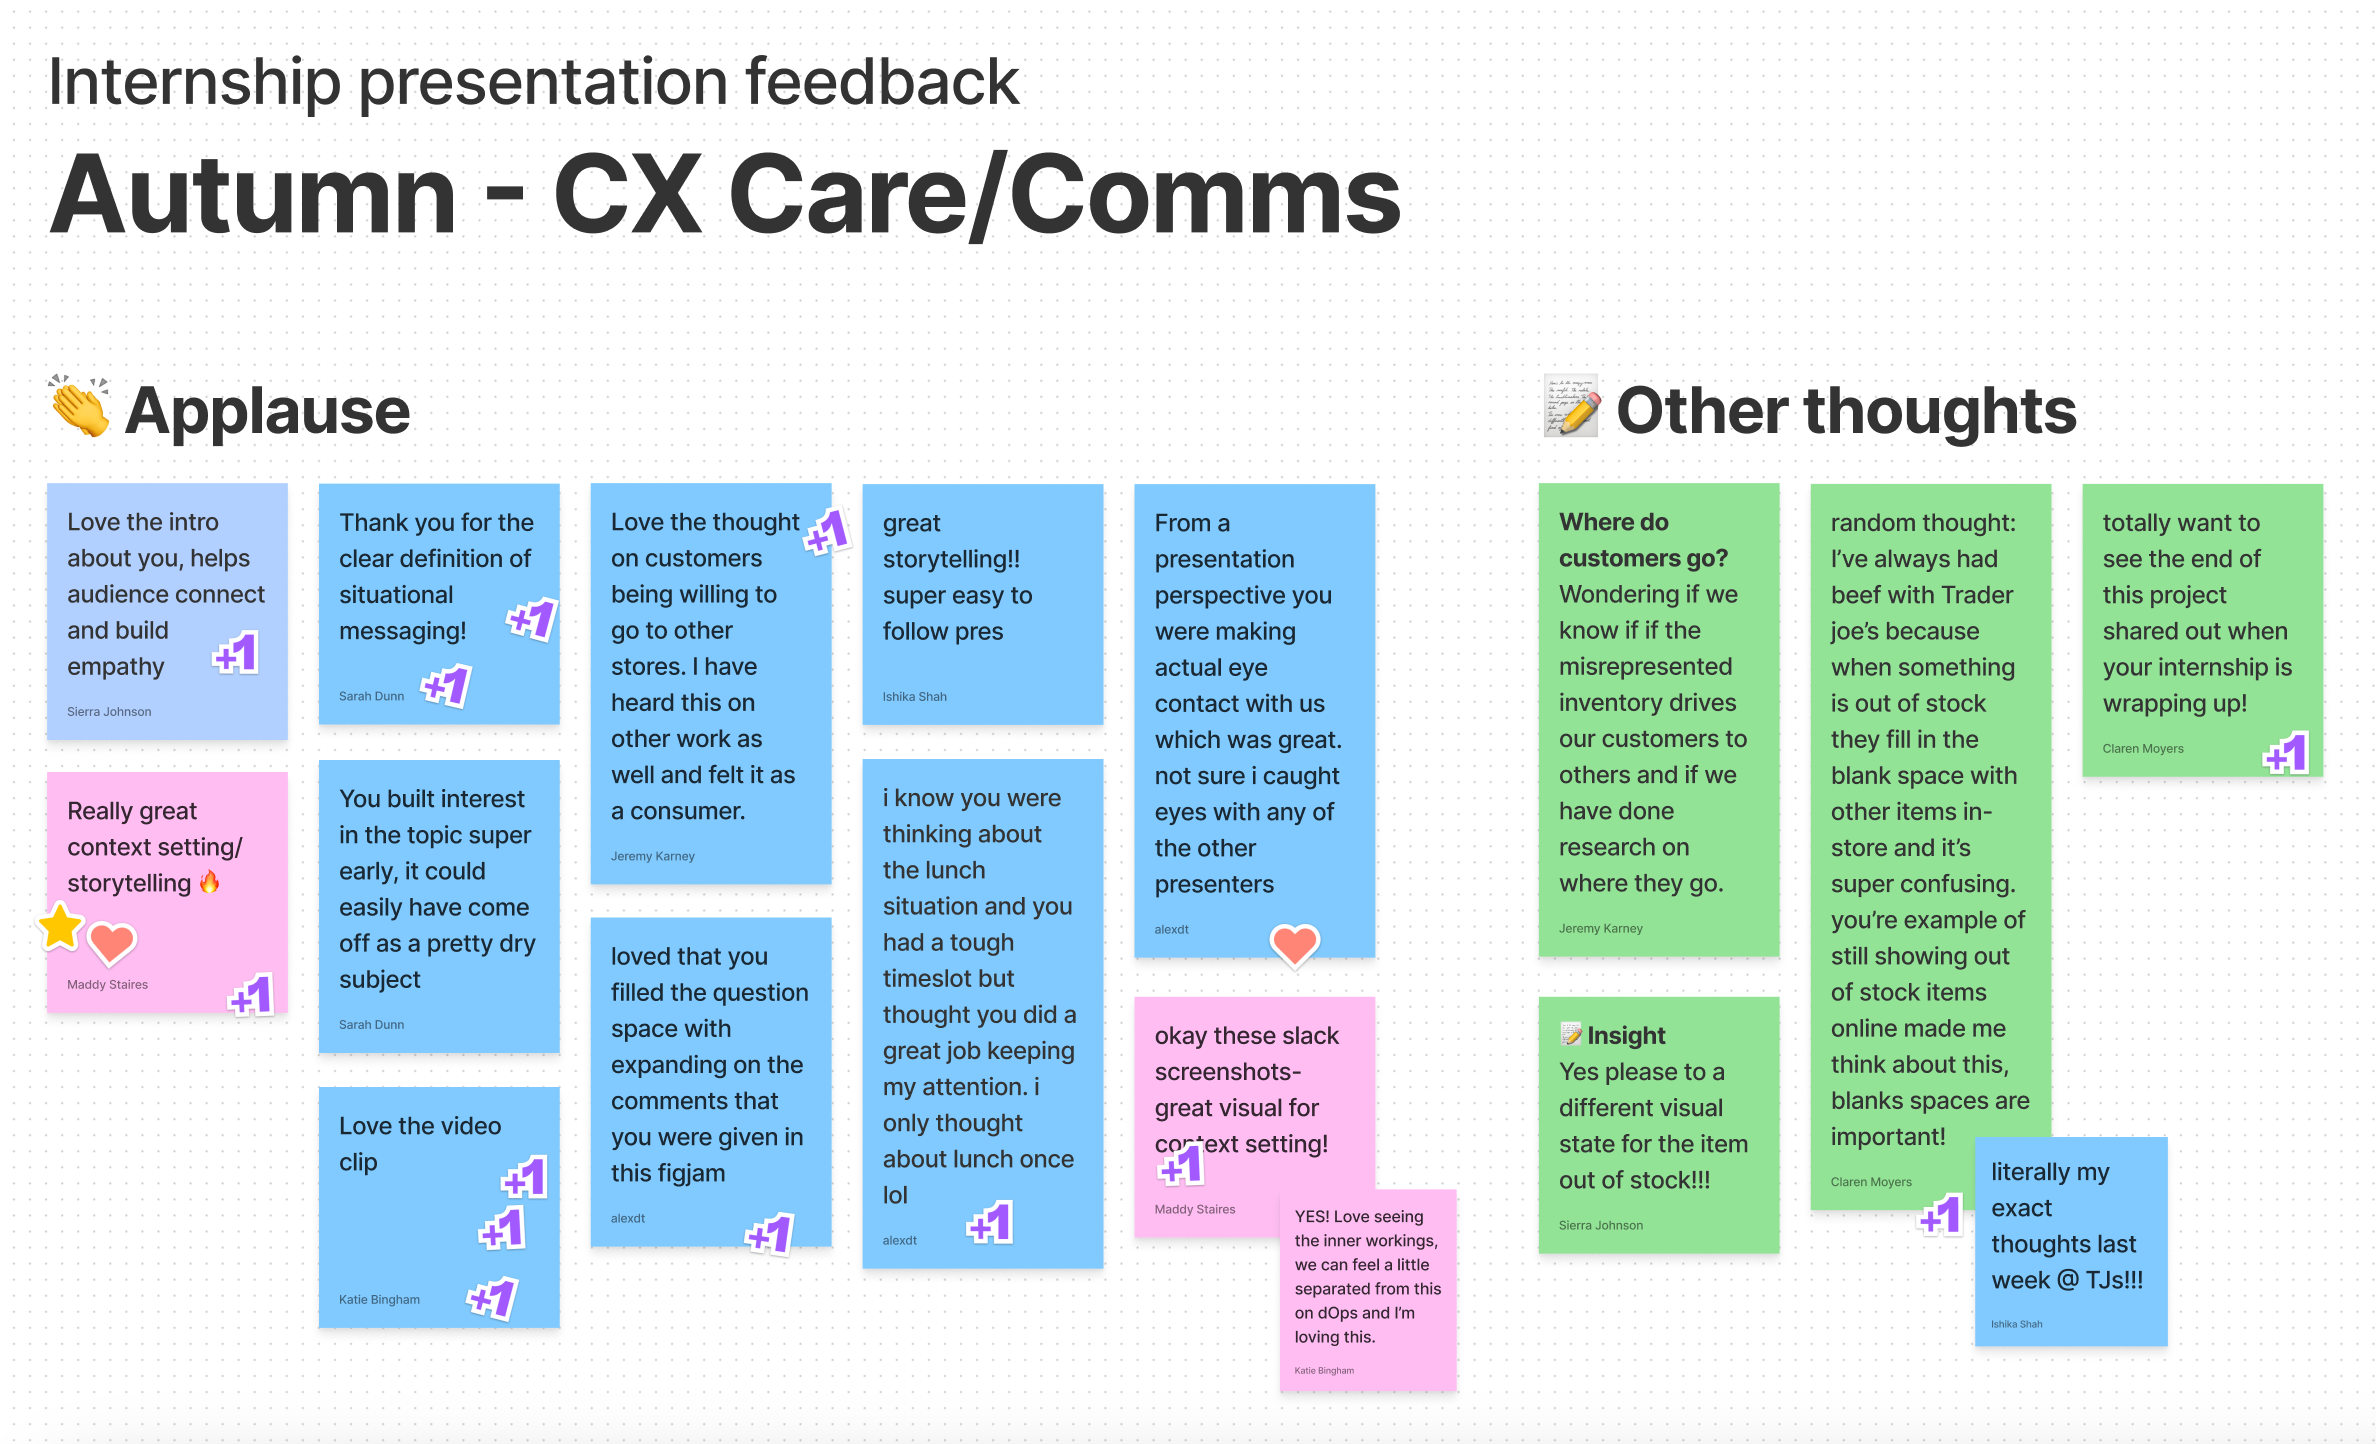 Internship presentation feedback
Autumn - CX Care/Comms
👏 Applause
Love the intro
about you, helps
audience connect
and build
empathy
+1
Sierra Johnson
Really great
context setting/
storytelling 🔥
Maddy Staires
+1
Thank you for the
clear definition of
situational
messaging!
+1
Sarah Dunn
+1
You built interest
in the topic super
early, it could
easily have come
off as a pretty dry
subject
Sarah Dunn
Love the video
clip
+1
+1
+1
Katie Bingham
Love the thought
+1
on customers
being willing to
go to other
stores. I have
heard this on
other work as
well and felt it as
a consumer.
Jeremy Karney
loved that you
filled the question
space with
expanding on the
comments that
you were given in
this figjam
alexdt
+1
great
storytelling!!
super easy to
follow pres
Ishika Shah
i know you were
thinking about
the lunch
situation and you
had a tough
timeslot but
thought you did a
great job keeping
my attention. i
only thought
about lunch once
lol
+1
alexdt
From a
presentation
perspective you
were making
actual eye
contact with us
which was great.
not sure i caught
eyes with any of
the other
presenters
alexdt
okay these slack
screenshots-
great visual for
context setting!
+1
Maddy Staires
YES! Love seeing
the inner workings,
we can feel a little
separated from this
on dOps and I'm
loving this.
Katie Bingham
📝 Other thoughts
Where do
customers go?
Wondering if we
know if if the
misrepresented
inventory drives
our customers to
others and if we
have done
research on
where they go.
Jeremy Karney
📝 Insight
Yes please to a
different visual
state for the item
out of stock!!!
Sierra Johnson
random thought:
I've always had
beef with Trader
joe's because
when something
is out of stock
they fill in the
blank space with
other items in-
store and it's
super confusing.
you're example of
still showing out
of stock items
online made me
think about this,
blanks spaces are
important!
Claren Moyers
+1
literally my
exact
thoughts last
week @ TJs!!!
Ishika Shah
totally want to
see the end of
this project
shared out when
your internship is
wrapping up!
Claren Moyers
+1